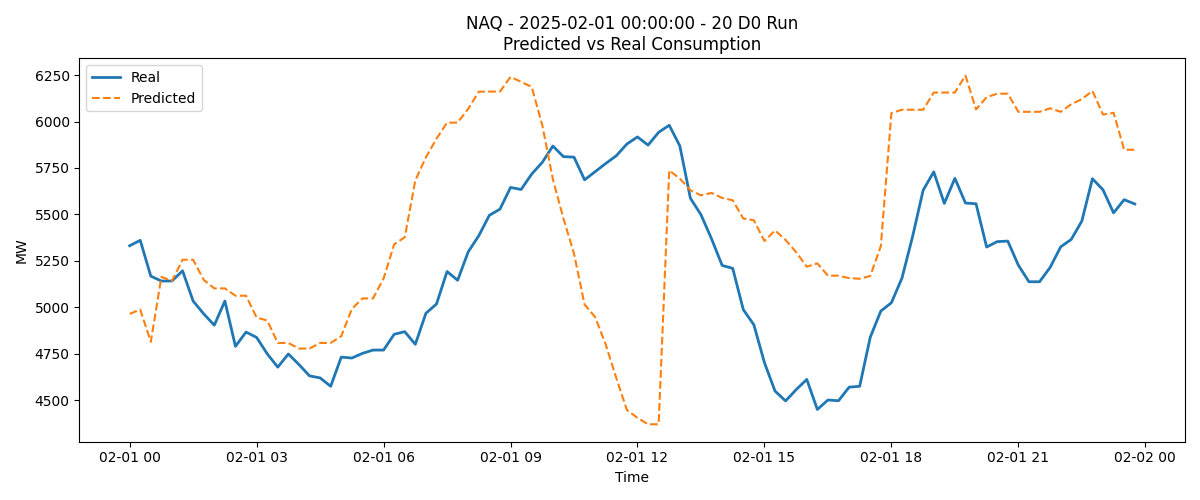 NAQ - 2025-02-01 00:00:00 - 20 D0 Run
Predicted vs Real Consumption
Real
Predicted
MW
6250
6000
5750
5500
5250
5000
4750
4500
02-01 00
02-01 03
02-01 06
02-01 09
02-01 12
02-01 15
02-01 18
02-01 21
02-02 00
Time